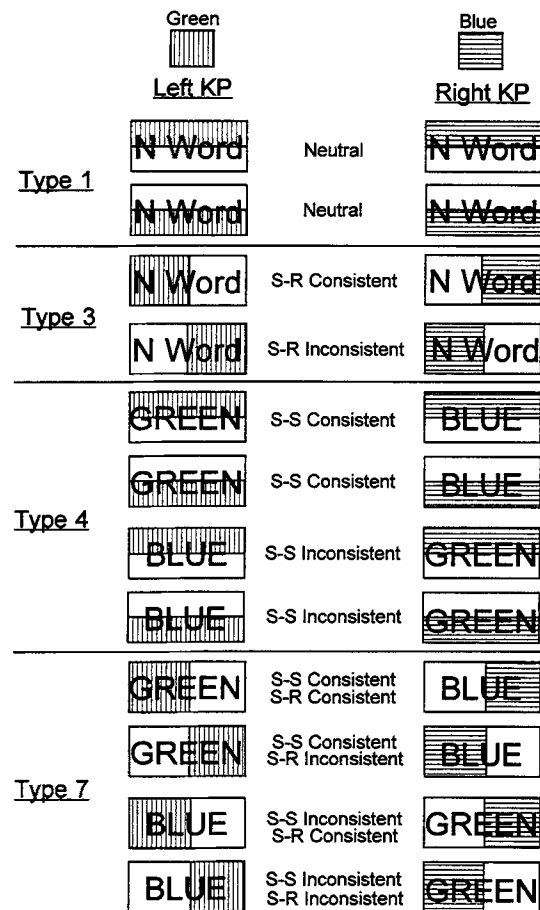 Green Blue
Left KP Right KP
N Word Neutral N Word
Type 1
N Word Neutral N Word
N Word S-R Consistent N Word
Type 3
N Word S-R Inconsistent N Word
GREEN S-S Consistent BLUE
GREEN S-S Consistent BLUE
Type 4
BLUE S-S Inconsistent GREEN
BLUE S-S Inconsistent GREEN
GREEN S-S Consistent BLUE
S-R Consistent
GREEN S-S Consistent BLUE
S-R Inconsistent
Type 7
BLUE S-S Inconsistent GREEN
S-R Consistent
BLUE S-S Inconsistent GREEN
S-R Inconsistent